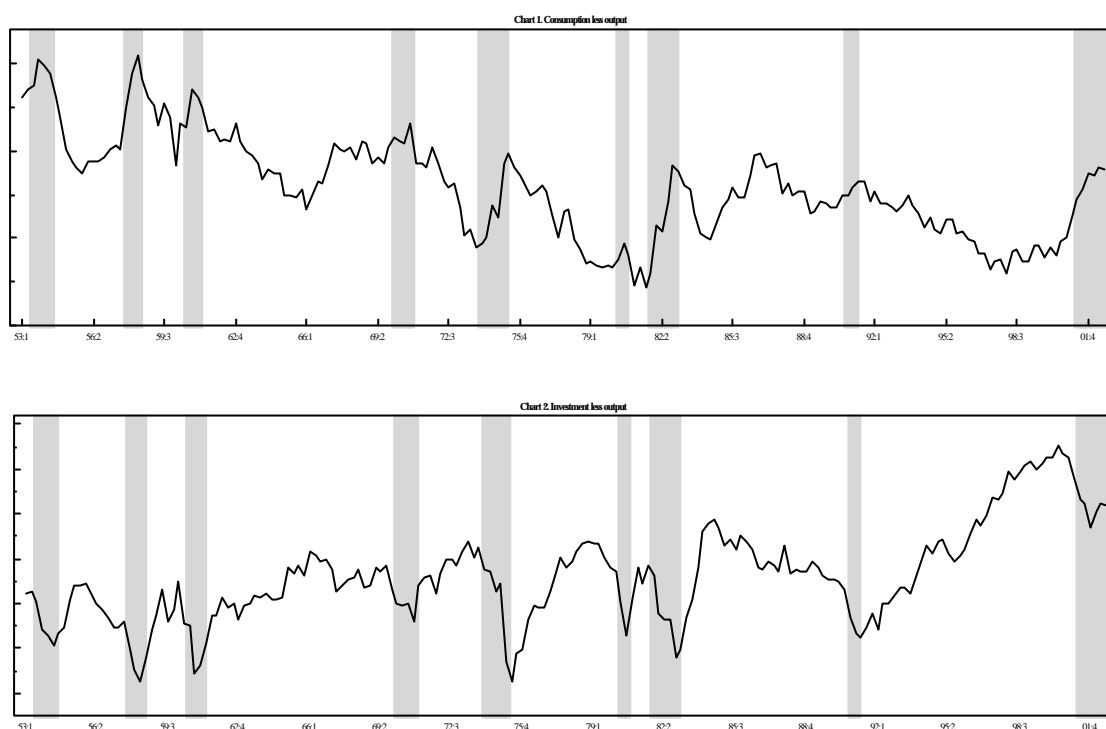 Chart 1. Consumption less output
53:1 56:2 59:3 62:4 66:1 69:2 72:3 75:4 79:1 82:2 85:3 88:4 92:1 95:2 98:3 01:4
Chart 2. Investment less output
53:1 56:2 59:3 62:4 66:1 69:2 72:3 75:4 79:1 82:2 85:3 88:4 92:1 95:2 98:3 01:4